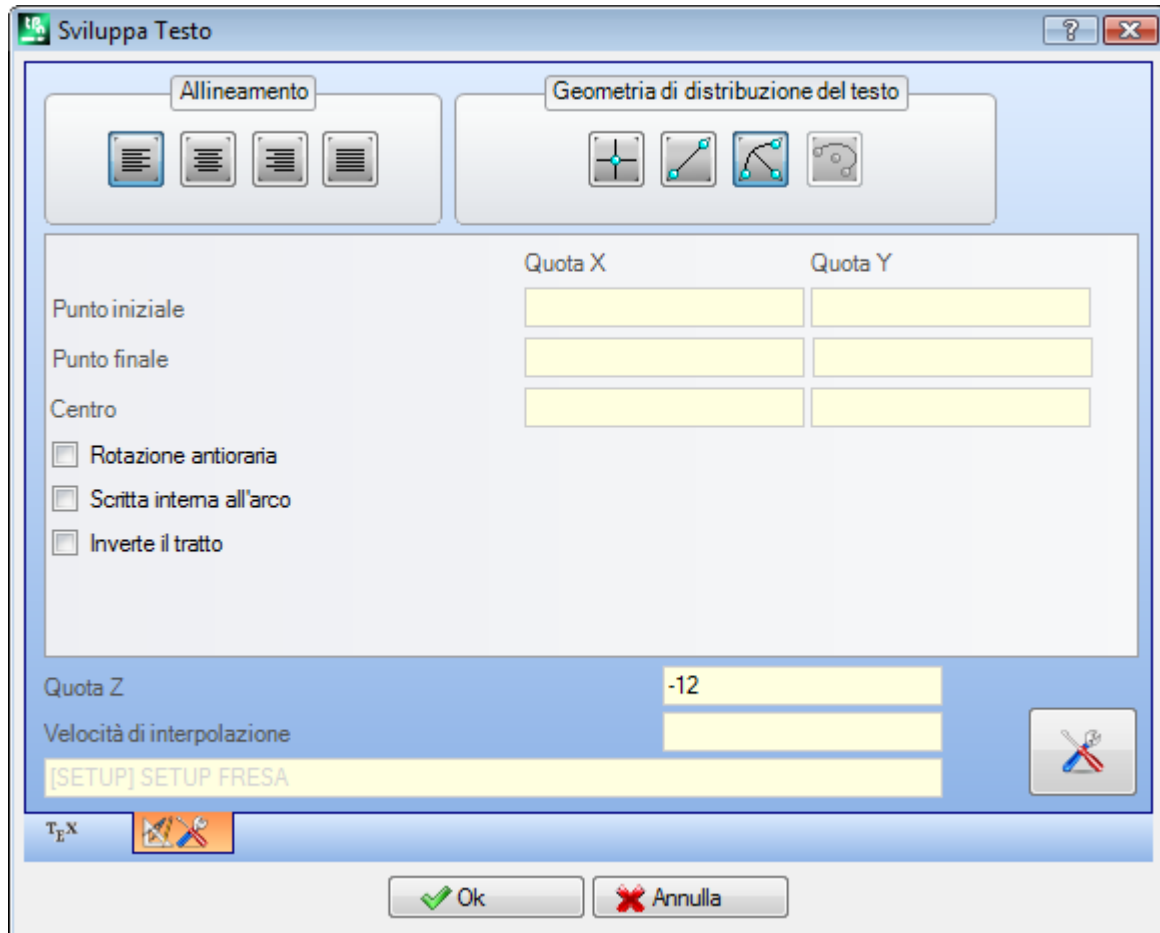 Sviluppa Testo
Allineamento
Geometria di distribuzione del testo
Quota X
Quota Y
Punto iniziale
Punto finale
Centro
Rotazione antioraria
Scritta interna all'arco
Inverte il tratto
Quota Z
-12
Velocità di interpolazione
[SETUP] SETUP FRESA
TEX
Ok
Annulla